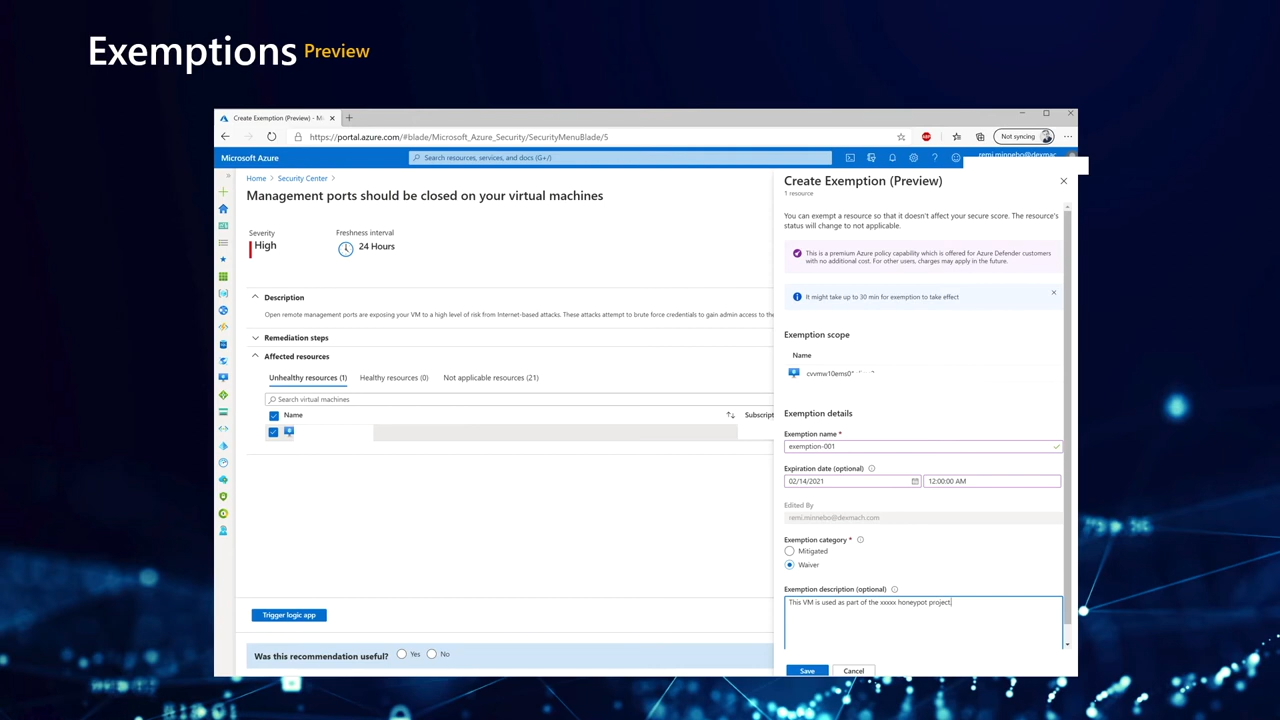 Exemptions Preview
Create Exemption (Preview) - Mi
https://portal.azure.com/#blade/Microsoft_Azure_Security/SecurityMenuBlade/5
Not syncing
Microsoft Azure
Search resources, services, and docs (G+/)
remi.minnebo@dexmac
Home > Security Center >
Management ports should be closed on your virtual machines
Severity
High
Freshness interval
24 Hours
Description
Open remote management ports are exposing your VM to a high level of risk from Internet-based attacks. These attacks attempt to brute force credentials to gain admin access to the
Remediation steps
Affected resources
Unhealthy resources (1)
Healthy resources (0)
Not applicable resources (21)
Search virtual machines
Name
Subscript
Trigger logic app
Was this recommendation useful?
Yes
No
Create Exemption (Preview)
1 resource
You can exempt a resource so that it doesn't affect your secure score. The resource's
status will change to not applicable.
This is a premium Azure policy capability which is offered for Azure Defender customers
with no additional cost. For other users, charges may apply in the future.
It might take up to 30 min for exemption to take effect
Exemption scope
Name
Exemption details
Exemption name *
exemption-001
Expiration date (optional)
02/14/2021
12:00:00 AM
Edited By
remi.minnebo@dexmach.com
Exemption category *
Mitigated
Waiver
Exemption description (optional)
This VM is used as part of the xxxxx honeypot project
Save
Cancel